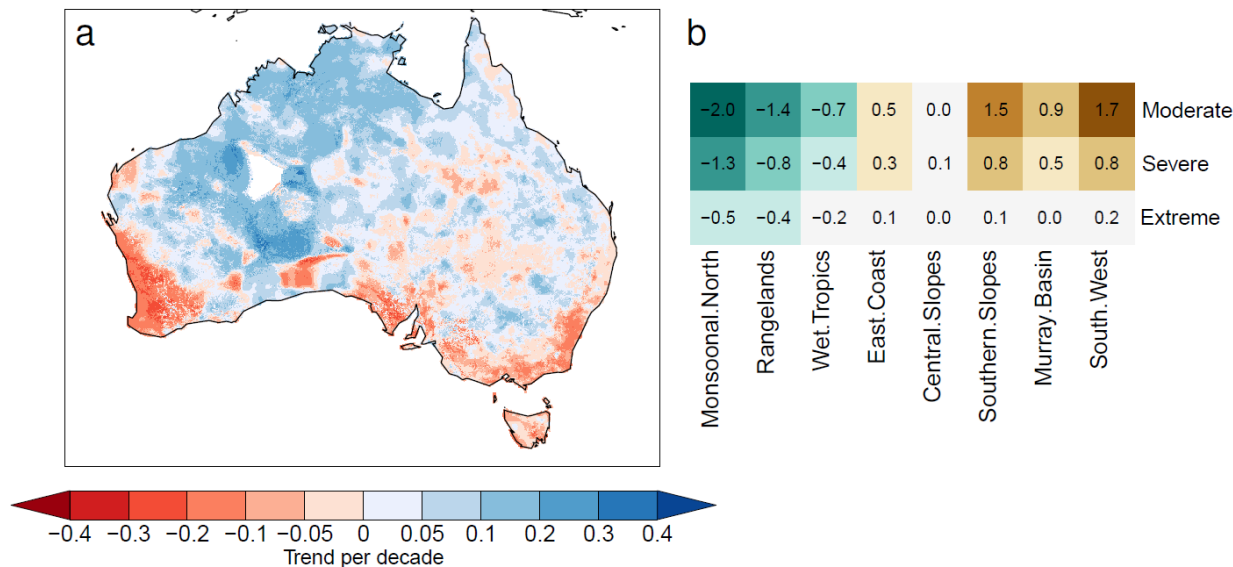 a
b
−2.0 −1.4 −0.7 0.5 0.0 1.5 0.9 1.7 Moderate
−1.3 −0.8 −0.4 0.3 0.1 0.8 0.5 0.8 Severe
−0.5 −0.4 −0.2 0.1 0.0 0.1 0.0 0.2 Extreme
Monsoonal.North
Rangelands
Wet.Tropics
East.Coast
Central.Slopes
Southern.Slopes
Murray.Basin
South.West
−0.4 −0.3 −0.2 −0.1 −0.05 0 0.05 0.1 0.2 0.3 0.4
Trend per decade